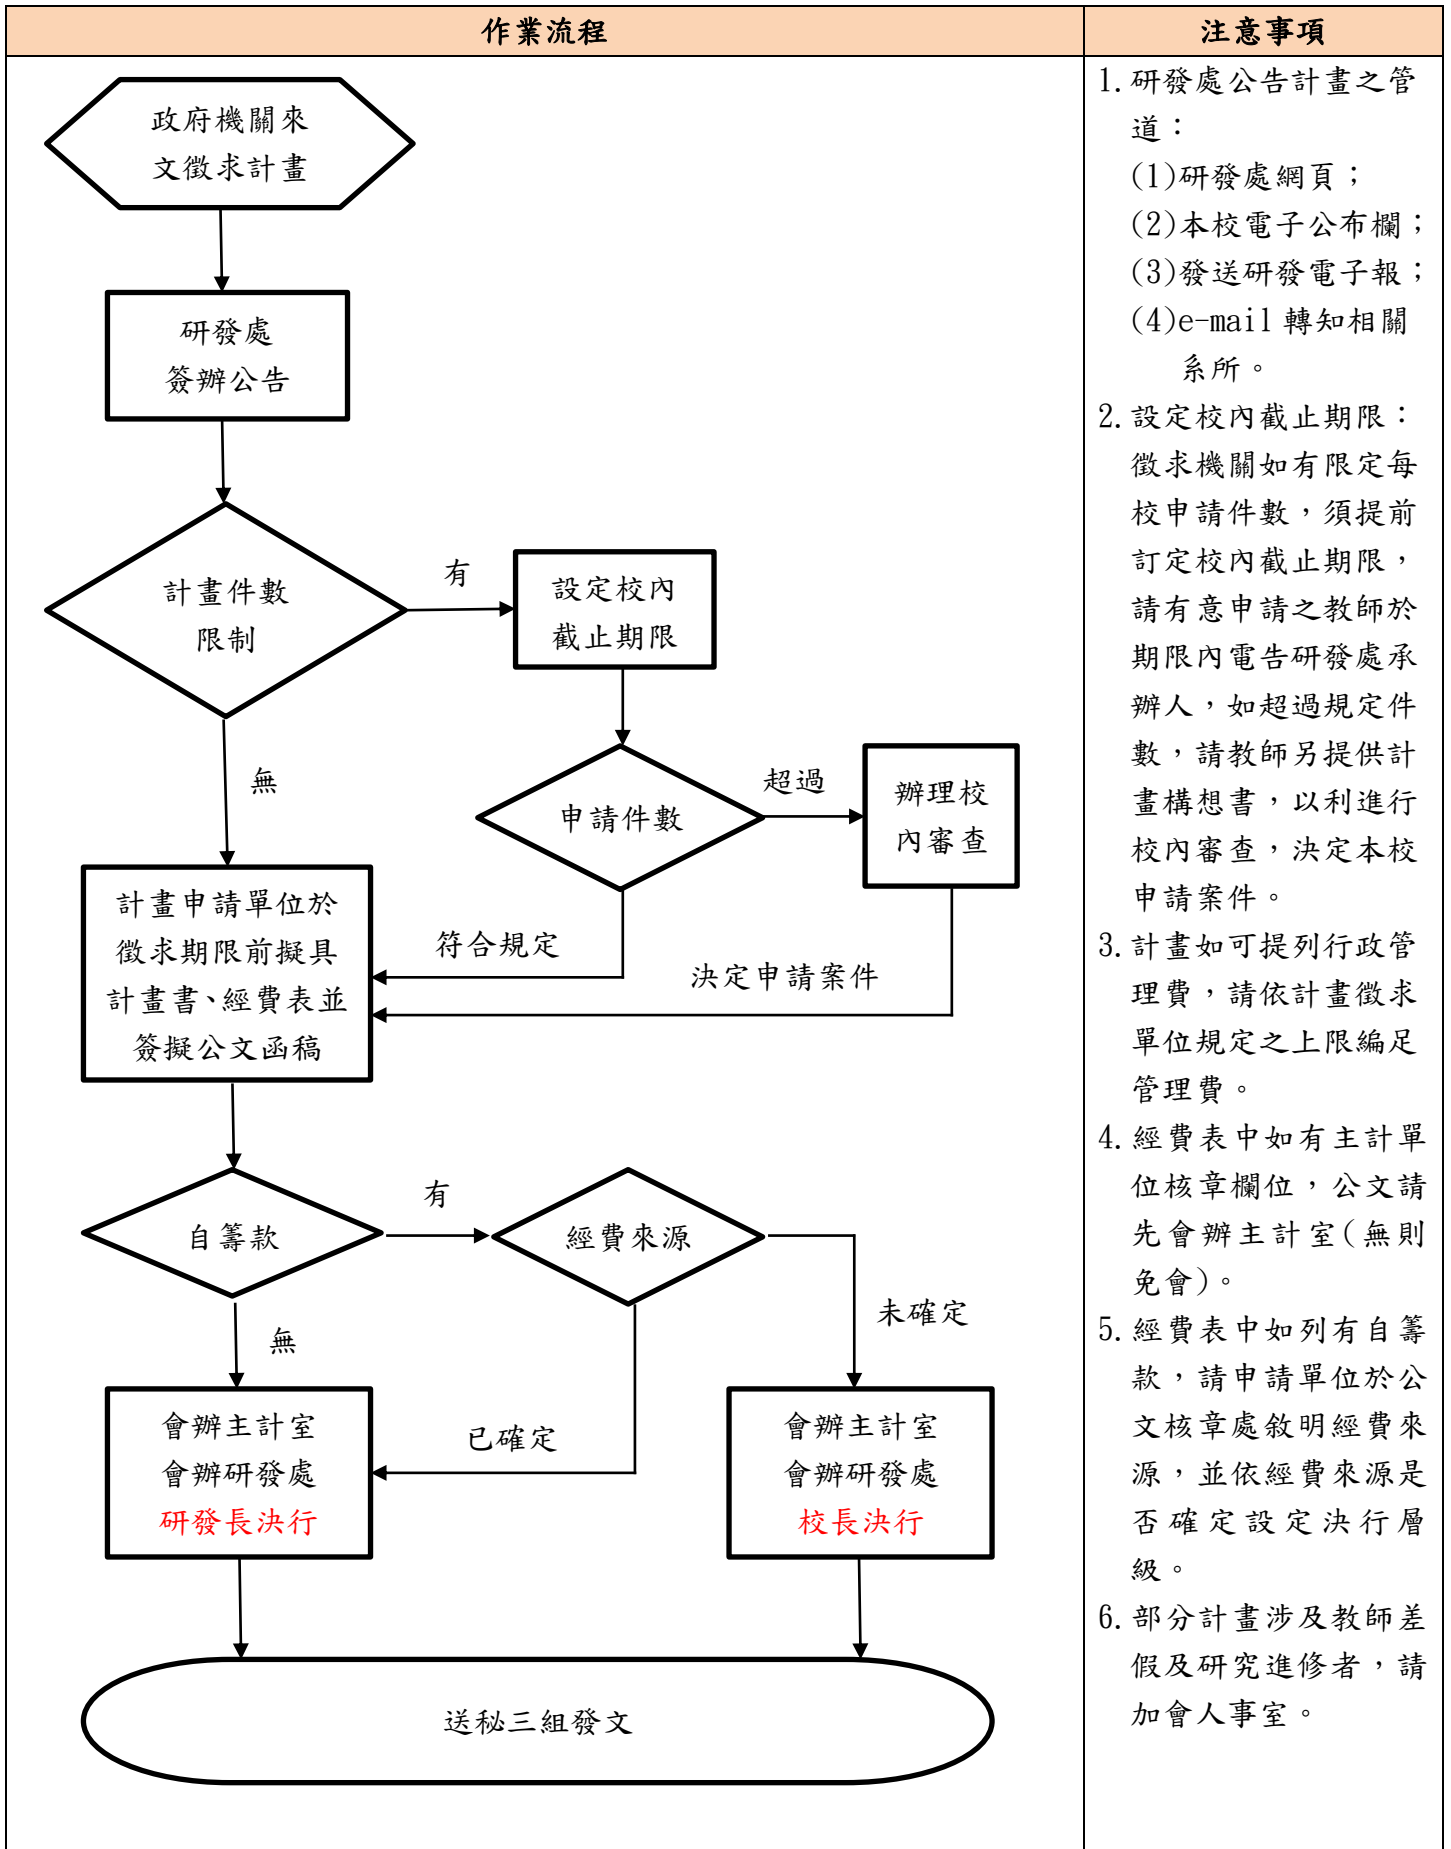 作業流程
注意事項
政府機關來
文徵求計畫
研發處
簽辦公告
計畫件數
限制
有
設定校內
截止期限
無
申請件數
超過
辦理校
內審查
計畫申請單位於
徵求期限前擬具
計畫書、經費表並
簽擬公文函稿
符合規定
決定申請案件
自籌款
有
經費來源
未確定
無
已確定
會辦主計室
會辦研發處
研發長決行
會辦主計室
會辦研發處
校長決行
送秘三組發文
1.研發處公告計畫之管
道：
(1)研發處網頁；
(2)本校電子公布欄；
(3)發送研發電子報；
(4)e-mail 轉知相關
系所。
2.設定校內截止期限：
徵求機關如有限定每
校申請件數，須提前
訂定校內截止期限，
請有意申請之教師於
期限內電告研發處承
辦人，如超過規定件
數，請教師另提供計
畫構想書，以利進行
校內審查，決定本校
申請案件。
3.計畫如可提列行政管
理費，請依計畫徵求
單位規定之上限編足
管理費。
4.經費表中如有主計單
位核章欄位，公文請
先會辦主計室(無則
免會)。
5.經費表中如列有自籌
款，請申請單位於公
文核章處敘明經費來
源，並依經費來源是
否確定設定決行層
級。
6.部分計畫涉及教師差
假及研究進修者，請
加會人事室。